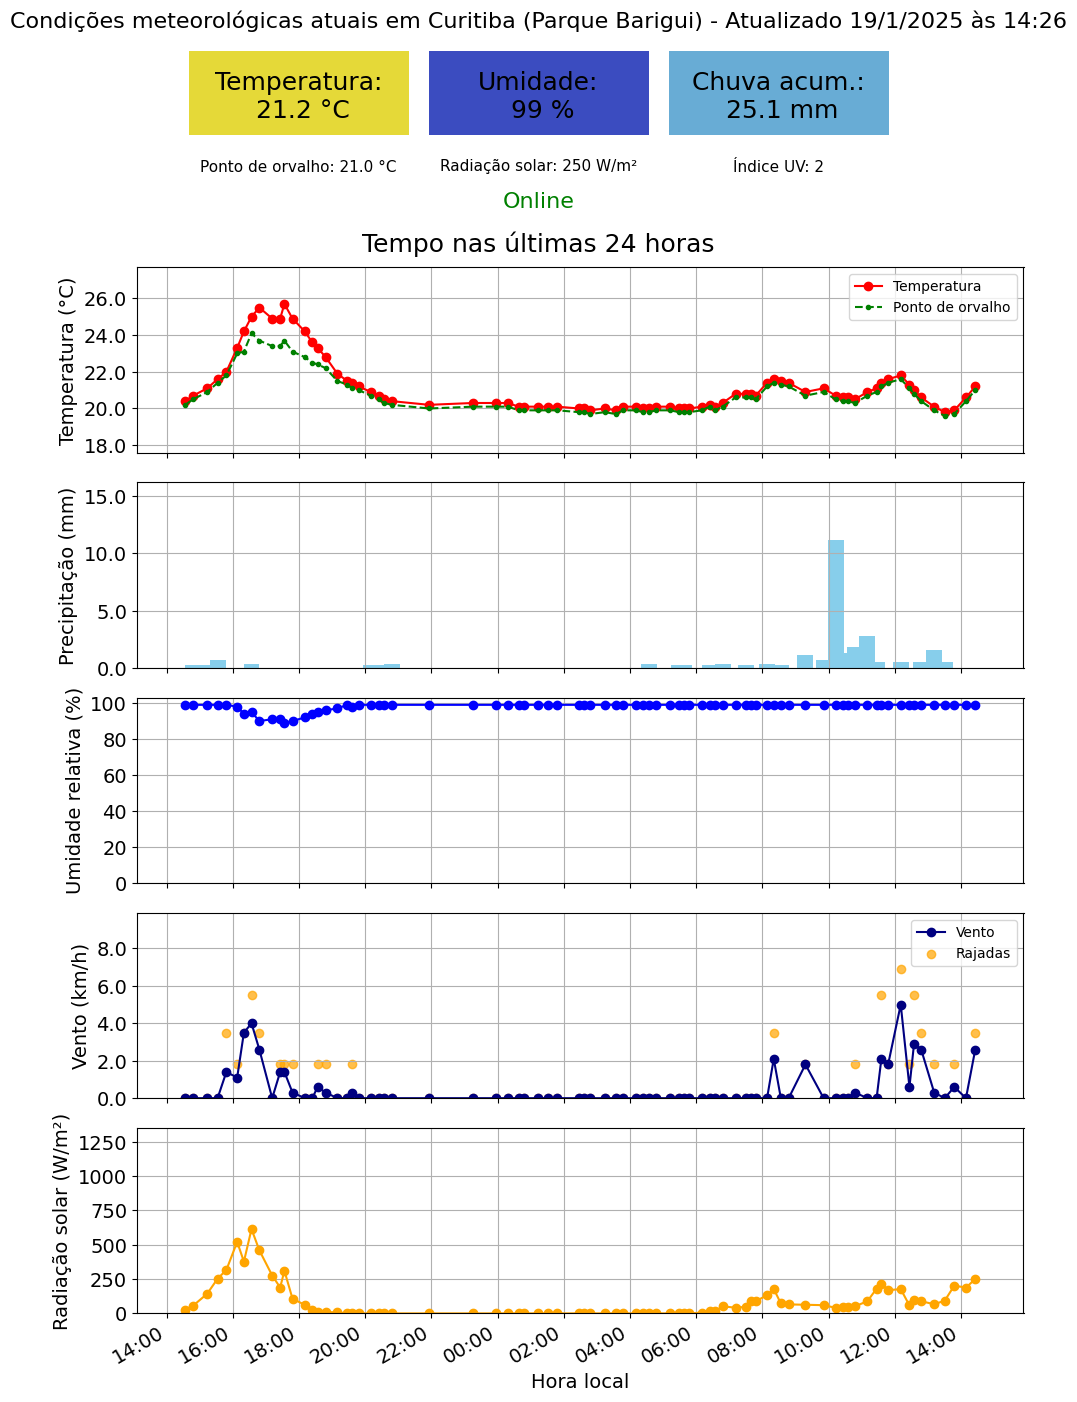 Condições meteorológicas atuais em Curitiba (Parque Barigui) - Atualizado 19/1/2025 às 14:26
Temperatura:
21.2 °C
Umidade:
99 %
Chuva acum.:
25.1 mm
Ponto de orvalho: 21.0 °C
Radiação solar: 250 W/m²
Índice UV: 2
Online
Tempo nas últimas 24 horas
Temperatura (°C)
26.0
24.0
22.0
20.0
18.0
Temperatura
Ponto de orvalho
Precipitação (mm)
15.0
10.0
5.0
0.0
Umidade relativa (%)
100
80
60
40
20
0
Vento (km/h)
8.0
6.0
4.0
2.0
0.0
Vento
Rajadas
Radiação solar (W/m²)
1250
1000
750
500
250
0
14:00
16:00
18:00
20:00
22:00
00:00
02:00
04:00
06:00
08:00
10:00
12:00
14:00
Hora local